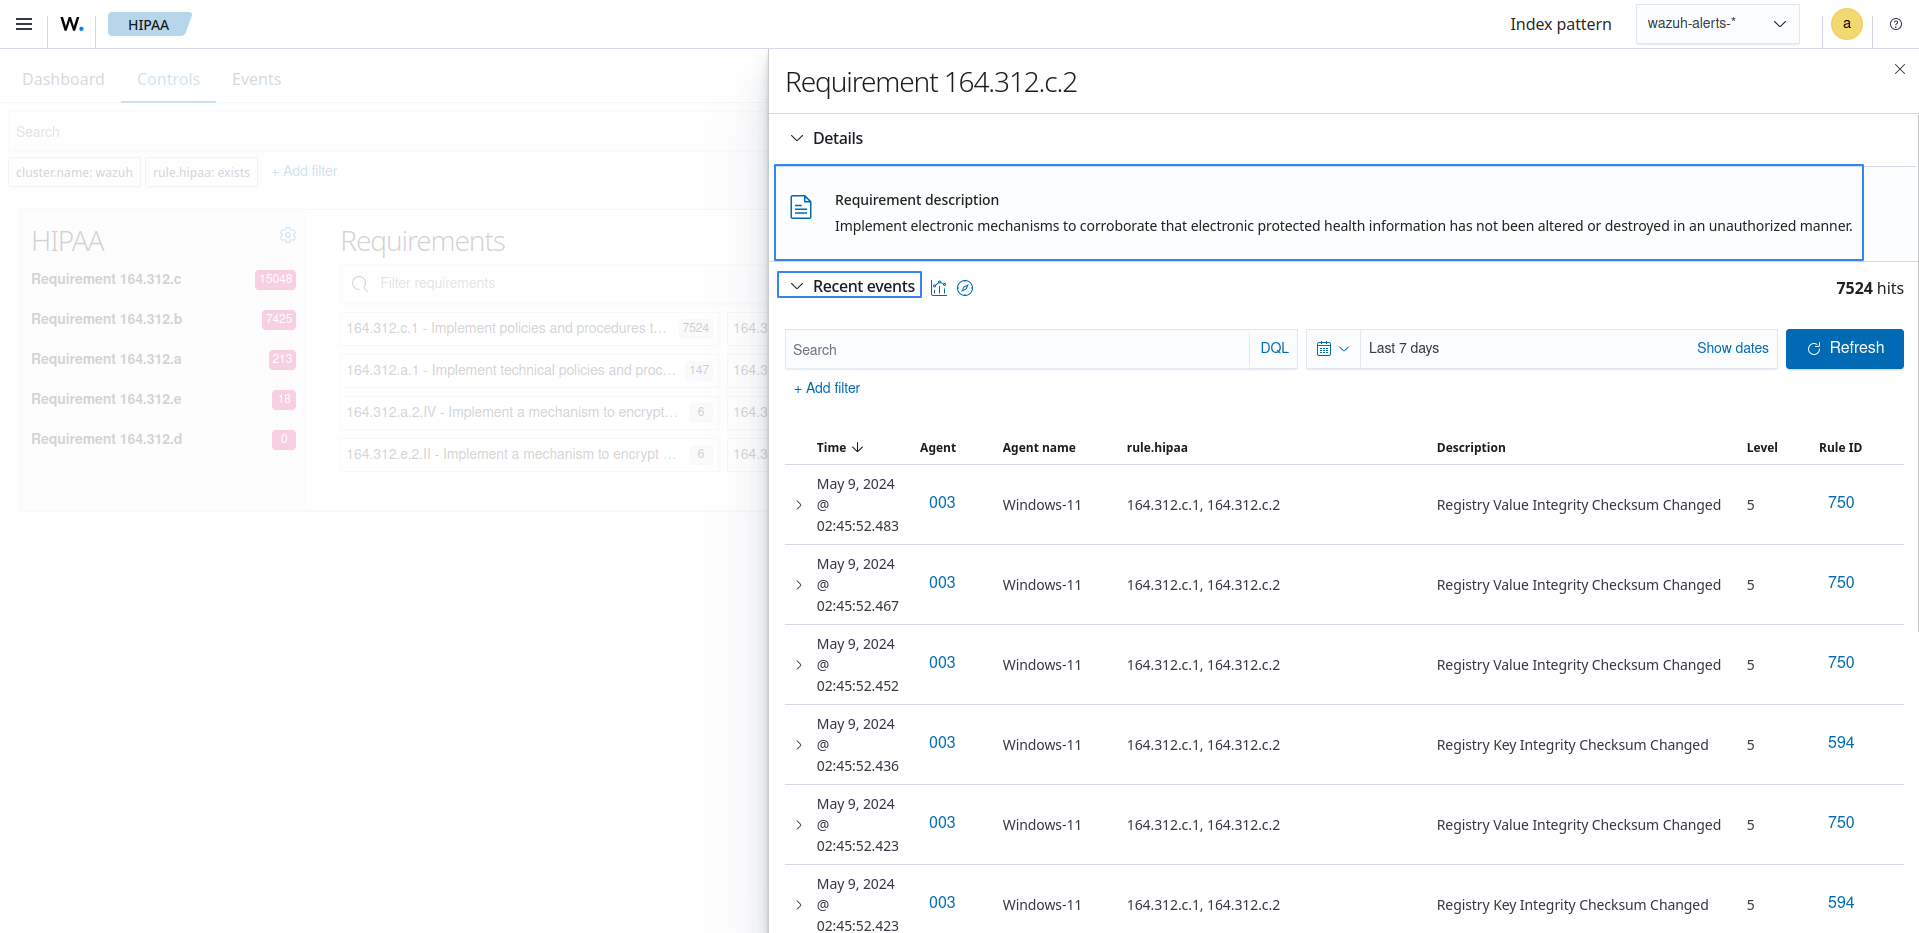 W.
HIPAA
Index pattern
wazuh-alerts-*
a
Dashboard
Controls
Events
Search
cluster.name: wazuh
rule.hipaa: exists
+ Add filter
HIPAA
Requirement 164.312.c
15048
Requirement 164.312.b
7425
Requirement 164.312.a
213
Requirement 164.312.e
18
Requirement 164.312.d
0
Requirements
Filter requirements
164.312.c.1 - Implement policies and procedures t...
7524
164.3
164.312.a.1 - Implement technical policies and proc...
147
164.3
164.312.a.2.IV - Implement a mechanism to encrypt...
6
164.3
164.312.e.2.II - Implement a mechanism to encrypt ...
6
164.3
Requirement 164.312.c.2
Details
Requirement description
Implement electronic mechanisms to corroborate that electronic protected health information has not been altered or destroyed in an unauthorized manner.
Recent events
7524 hits
Search
DQL
Last 7 days
Show dates
Refresh
+ Add filter
Time Agent Agent name rule.hipaa Description Level Rule ID
May 9, 2024
@
02:45:52.483
003 Windows-11 164.312.c.1, 164.312.c.2 Registry Value Integrity Checksum Changed 5 750
May 9, 2024
@
02:45:52.467
003 Windows-11 164.312.c.1, 164.312.c.2 Registry Value Integrity Checksum Changed 5 750
May 9, 2024
@
02:45:52.452
003 Windows-11 164.312.c.1, 164.312.c.2 Registry Value Integrity Checksum Changed 5 750
May 9, 2024
@
02:45:52.436
003 Windows-11 164.312.c.1, 164.312.c.2 Registry Key Integrity Checksum Changed 5 594
May 9, 2024
@
02:45:52.423
003 Windows-11 164.312.c.1, 164.312.c.2 Registry Value Integrity Checksum Changed 5 750
May 9, 2024
@
02:45:52.423
003 Windows-11 164.312.c.1, 164.312.c.2 Registry Key Integrity Checksum Changed 5 594